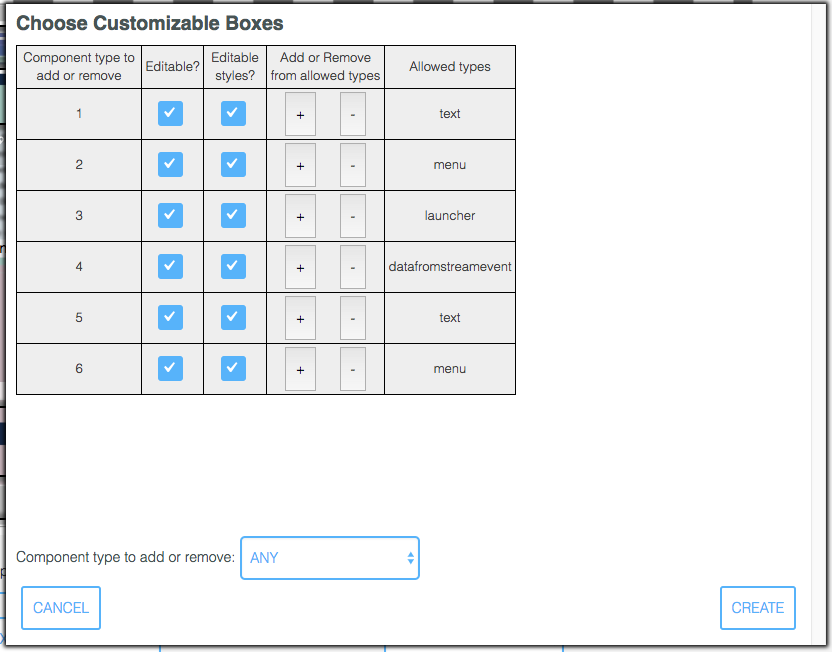 Choose Customizable Boxes
Component type to add or remove Editable? Editable styles? Add or Remove from allowed types Allowed types
1 + - text
2 + - menu
3 + - launcher
4 + - datafromstreamevent
5 + - text
6 + - menu
Component type to add or remove: ANY
CANCEL CREATE